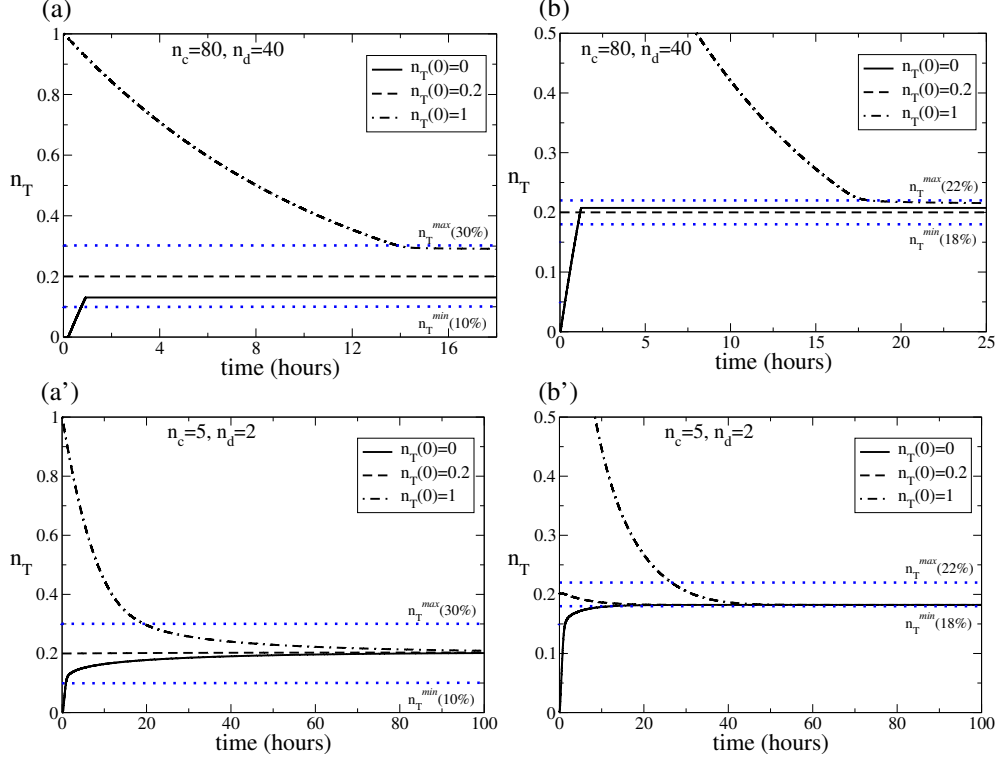 (a)
n_c=80, n_d=40
n_T(0)=0
n_T(0)=0.2
n_T(0)=1
1
0.8
0.6
0.4
0.2
0
n_T
n_T^max(30%)
n_T^min(10%)
0 4 8 12 16
time (hours)
(b)
n_c=80, n_d=40
n_T(0)=0
n_T(0)=0.2
n_T(0)=1
0.5
0.4
0.3
0.2
0.1
0
n_T
n_T^max(22%)
n_T^min(18%)
0 5 10 15 20 25
time (hours)
(a’)
n_c=5, n_d=2
n_T(0)=0
n_T(0)=0.2
n_T(0)=1
1
0.8
0.6
0.4
0.2
0
n_T
n_T^max(30%)
n_T^min(10%)
0 20 40 60 80 100
time (hours)
(b’)
n_c=5, n_d=2
n_T(0)=0
n_T(0)=0.2
n_T(0)=1
0.5
0.4
0.3
0.2
0.1
0
n_T
n_T^max(22%)
n_T^min(18%)
0 20 40 60 80 100
time (hours)